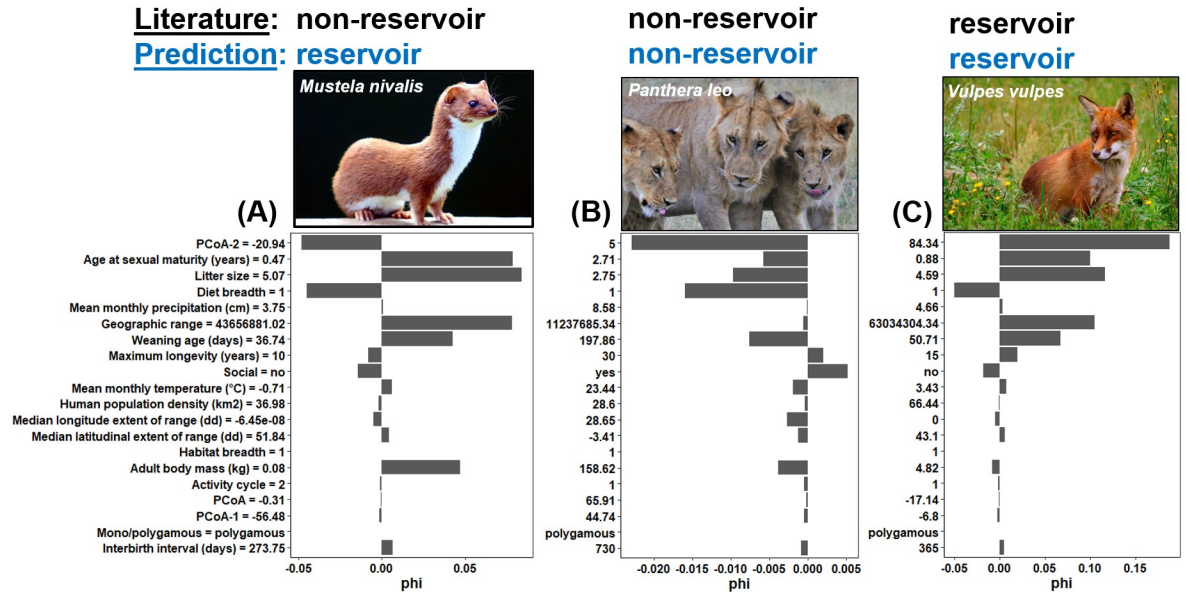 Literature: non-reservoir
Prediction: reservoir
non-reservoir
non-reservoir
reservoir
reservoir
Mustela nivalis
Panthera leo
Vulpes vulpes
(A)
PCoA-2 = -20.94
Age at sexual maturity (years) = 0.47
Litter size = 5.07
Diet breadth = 1
Mean monthly precipitation (cm) = 3.75
Geographic range = 43656881.02
Weaning age (days) = 36.74
Maximum longevity (years) = 10
Social = no
Mean monthly temperature (°C) = -0.71
Human population density (km2) = 36.98
Median longitude extent of range (dd) = -6.45e-08
Median latitudinal extent of range (dd) = 51.84
Habitat breadth = 1
Adult body mass (kg) = 0.08
Activity cycle = 2
PCoA = -0.31
PCoA-1 = -56.48
Mono/polygamous = polygamous
Interbirth interval (days) = 273.75
-0.05 0.00 0.05
phi
(B)
5
2.71
2.75
1
8.58
11237685.34
197.86
30
yes
23.44
28.6
28.65
-3.41
1
158.62
1
65.91
44.74
polygamous
730
-0.020 -0.015 -0.010 -0.005 0.000 0.005
phi
(C)
84.34
0.88
4.59
1
4.66
63034304.34
50.71
15
no
3.43
66.44
0
43.1
1
4.82
1
-17.14
-6.8
polygamous
365
-0.05 0.00 0.05 0.10 0.15
phi